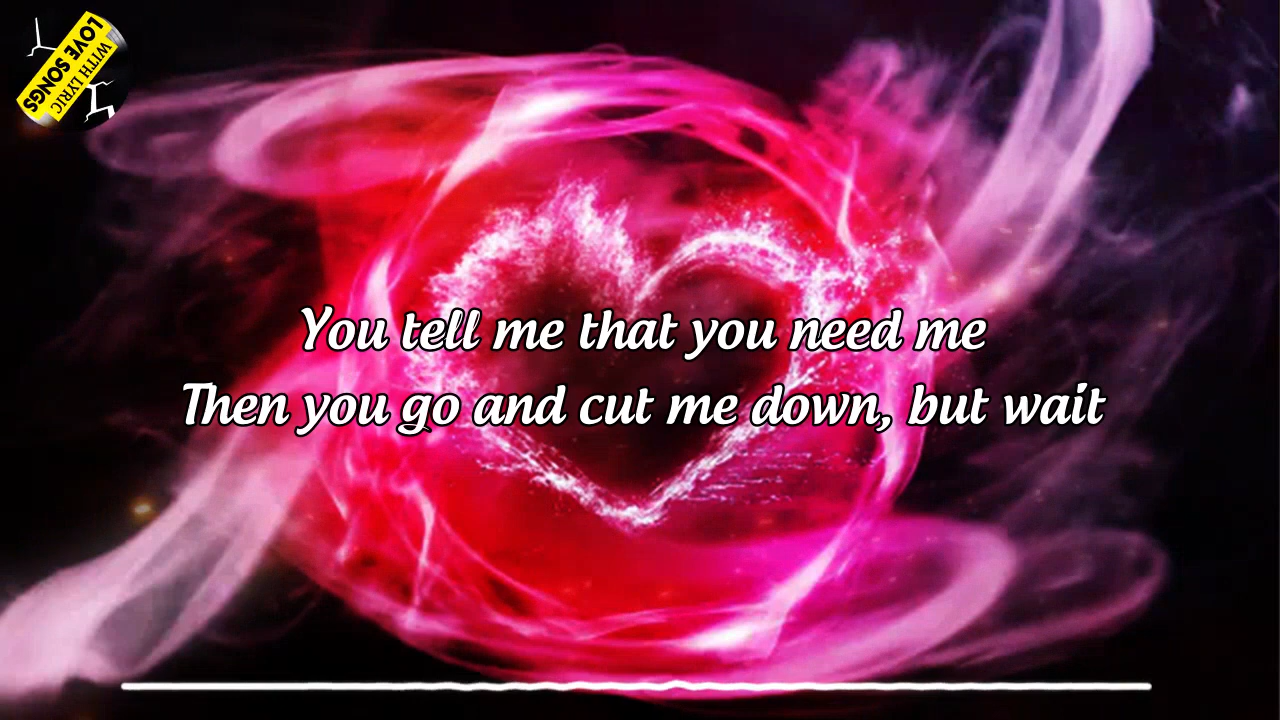 LOVE SONGS
WITH LYRIC
You tell me that you need me
Then you go and cut me down, but wait